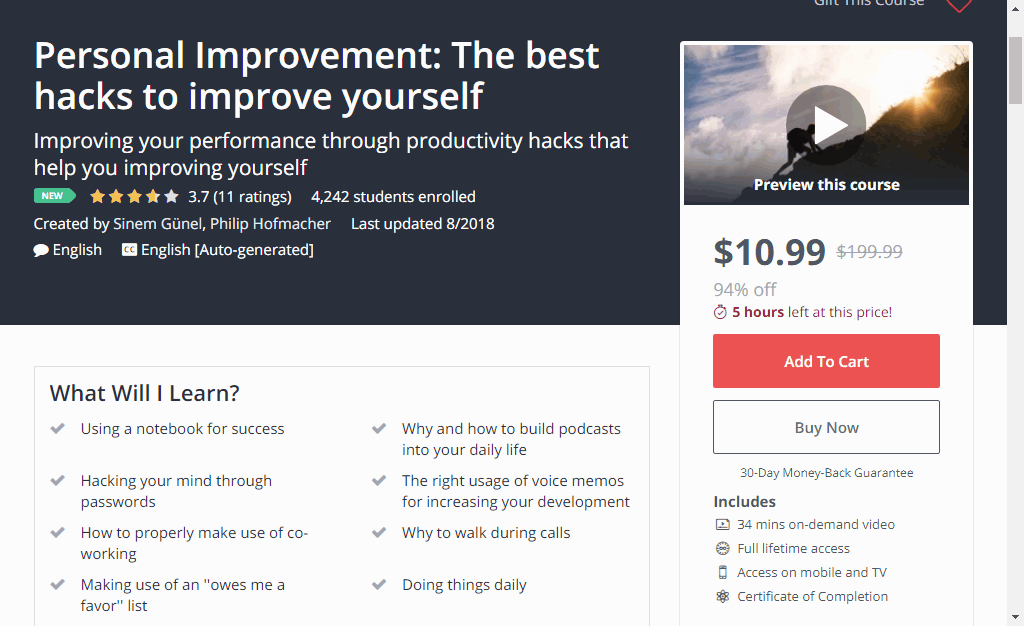 Gift This Course
Personal Improvement: The best
hacks to improve yourself
Improving your performance through productivity hacks that
help you improving yourself
NEW 3.7 (11 ratings) 4,242 students enrolled
Created by Sinem Günel, Philip Hofmacher Last updated 8/2018
English CC English [Auto-generated]
Preview this course
$10.99 $199.99
94% off
5 hours left at this price!
Add To Cart
Buy Now
30-Day Money-Back Guarantee
Includes
34 mins on-demand video
Full lifetime access
Access on mobile and TV
Certificate of Completion
What Will I Learn?
Using a notebook for success
Hacking your mind through
passwords
How to properly make use of co-
working
Making use of an "owes me a
favor" list
Why and how to build podcasts
into your daily life
The right usage of voice memos
for increasing your development
Why to walk during calls
Doing things daily